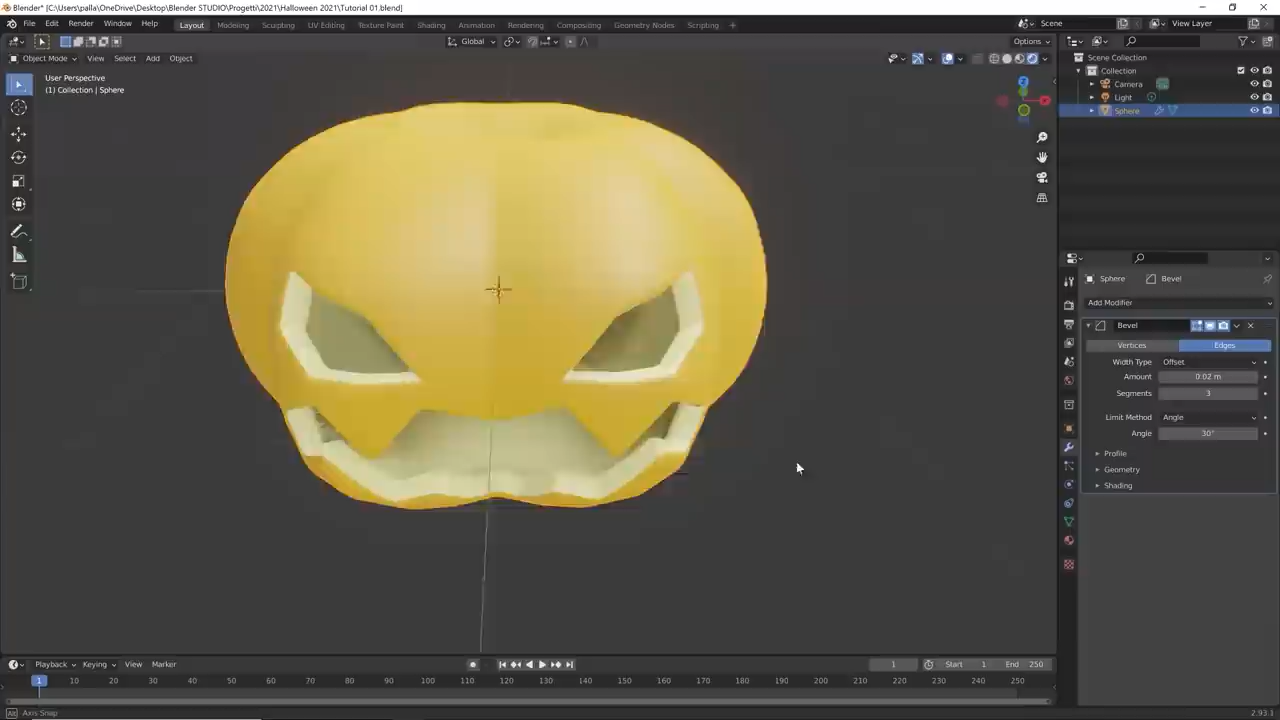 Blender* [C:\Users\palla\OneDrive\Desktop\Blender STUDIO\Progetti\2021\Halloween 2021\Tutorial 01.blend]
File Edit Render Window Help Layout Modeling Sculpting UV Editing Texture Paint Shading Animation Rendering Compositing Geometry Nodes Scripting + Scene View Layer
Global Options
Object Mode View Select Add Object
User Perspective
(1) Collection | Sphere
Z
X
Scene Collection
Collection
Camera
Light
Sphere
Sphere Bevel
Add Modifier
Bevel
Vertices Edges
Width Type Offset
Amount 0.02 m
Segments 3
Limit Method Angle
Angle 30°
Profile
Geometry
Shading
Playback Keying View Marker 1 Start 1 End 250
1 10 20 30 40 50 60 70 80 90 100 110 120 130 140 150 160 170 180 190 200 210 220 230 240 250
Axis Snap 2.93.1